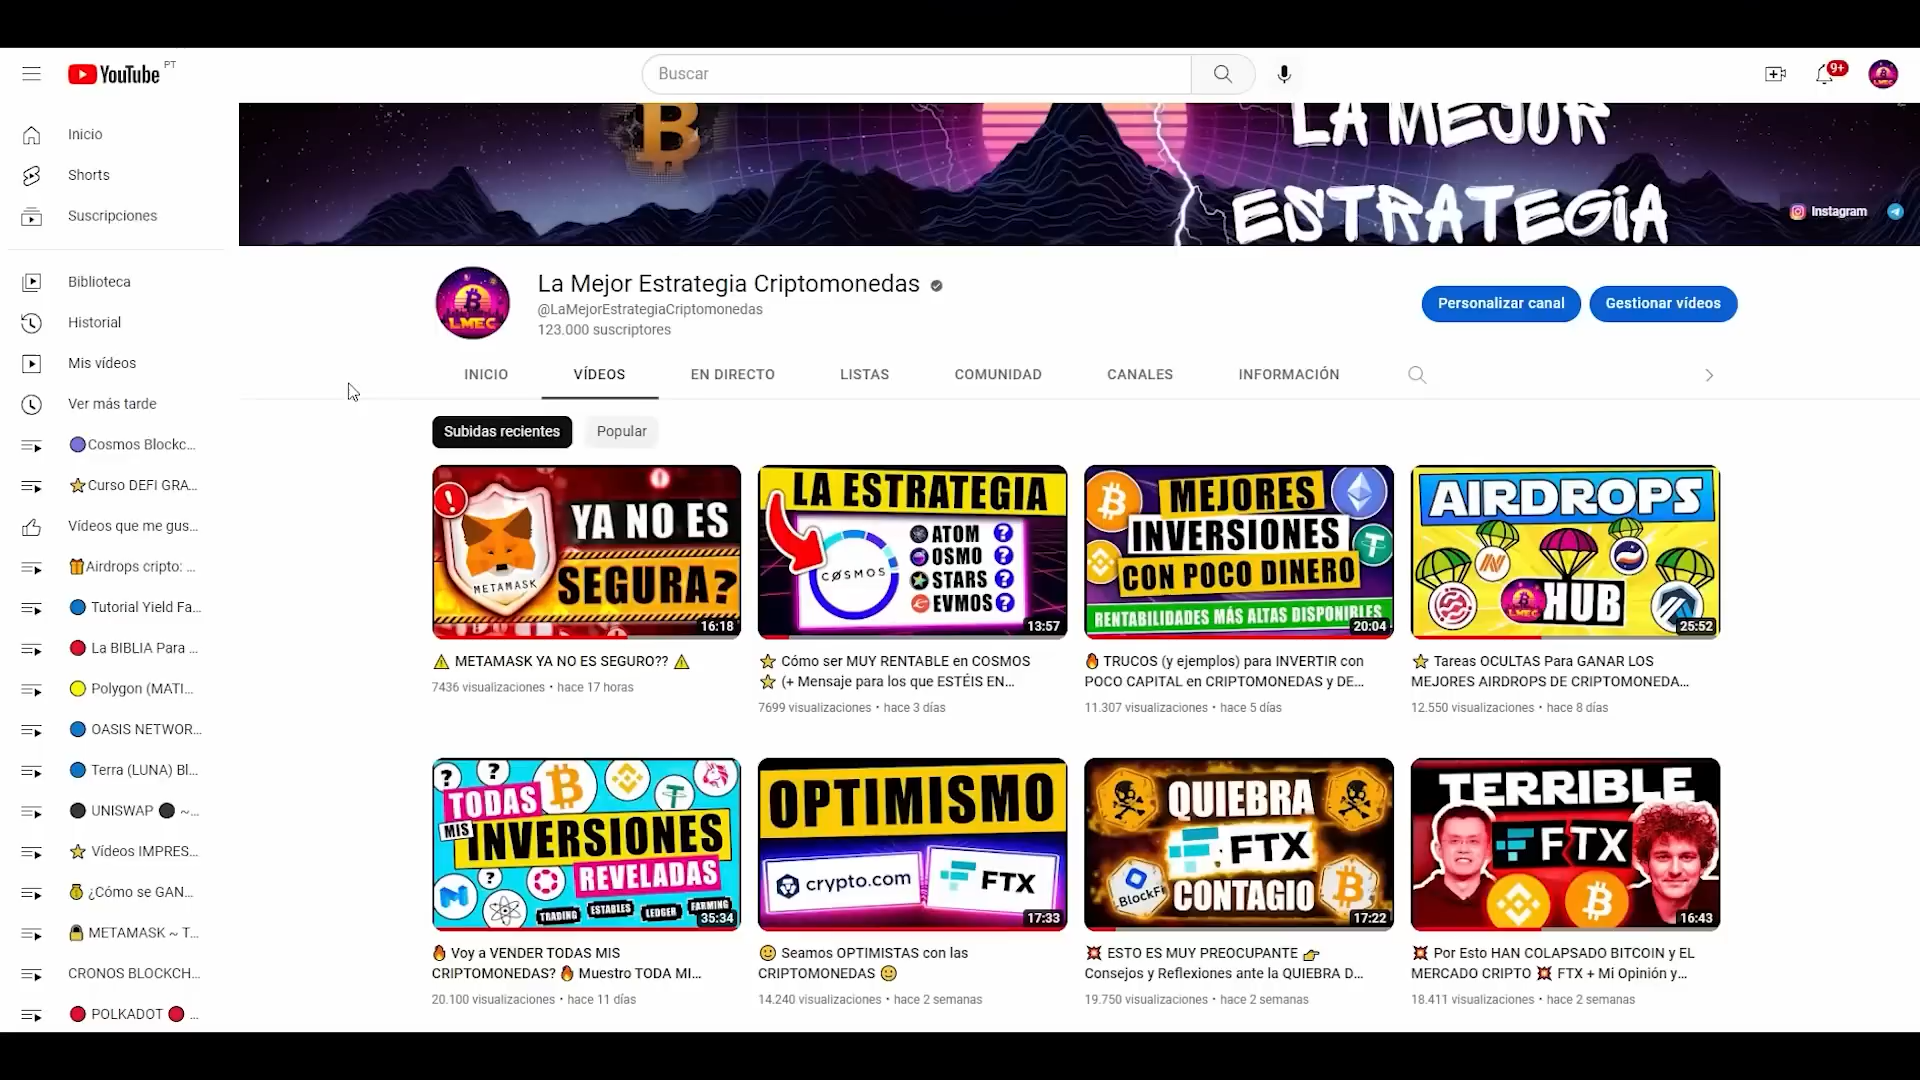 YouTube PT
Buscar
9+
Inicio
Shorts
Suscripciones
Biblioteca
Historial
Mis vídeos
Ver más tarde
Cosmos Blockc...
Curso DEFI GRA...
Vídeos que me gus...
Airdrops cripto: ...
Tutorial Yield Fa...
La BIBLIA Para ...
Polygon (MATI...
OASIS NETWOR...
Terra (LUNA) Bl...
UNISWAP ~...
Vídeos IMPRES...
¿Cómo se GAN...
METAMASK ~ T...
CRONOS BLOCKCH...
POLKADOT ...
LA MEJOR
ESTRATEGIA
Instagram
LMEC
La Mejor Estrategia Criptomonedas
@LaMejorEstrategiaCriptomonedas
123.000 suscriptores
Personalizar canal
Gestionar vídeos
INICIO
VÍDEOS
EN DIRECTO
LISTAS
COMUNIDAD
CANALES
INFORMACIÓN
Subidas recientes
Popular
METAMASK
YA NO ES
SEGURA?
16:18
METAMASK YA NO ES SEGURO??
7436 visualizaciones • hace 17 horas
LA ESTRATEGIA
COSMOS
ATOM ?
OSMO ?
STARS ?
EVMOS ?
13:57
Cómo ser MUY RENTABLE en COSMOS
(+ Mensaje para los que ESTÉIS EN...
7699 visualizaciones • hace 3 días
MEJORES
INVERSIONES
CON POCO DINERO
RENTABILIDADES MÁS ALTAS DISPONIBLES
20:04
TRUCOS (y ejemplos) para INVERTIR con
POCO CAPITAL en CRIPTOMONEDAS y DE...
11.307 visualizaciones • hace 5 días
AIRDROPS
LMEC HUB
25:52
Tareas OCULTAS Para GANAR LOS
MEJORES AIRDROPS DE CRIPTOMONEDA...
12.550 visualizaciones • hace 8 días
TODAS
MIS
INVERSIONES
REVELADAS
TRADING ESTABLES LEDGER FARMING
35:34
Voy a VENDER TODAS MIS
CRIPTOMONEDAS? Muestro TODA MI...
20.100 visualizaciones • hace 11 días
OPTIMISMO
crypto.com
FTX
17:33
Seamos OPTIMISTAS con las
CRIPTOMONEDAS
14.240 visualizaciones • hace 2 semanas
QUIEBRA
FTX
BlockFi
CONTAGIO
17:22
ESTO ES MUY PREOCUPANTE
Consejos y Reflexiones ante la QUIEBRA D...
19.750 visualizaciones • hace 2 semanas
TERRIBLE
FTX
16:43
Por Esto HAN COLAPSADO BITCOIN y EL
MERCADO CRIPTO FTX + Mi Opinión y...
18.411 visualizaciones • hace 2 semanas